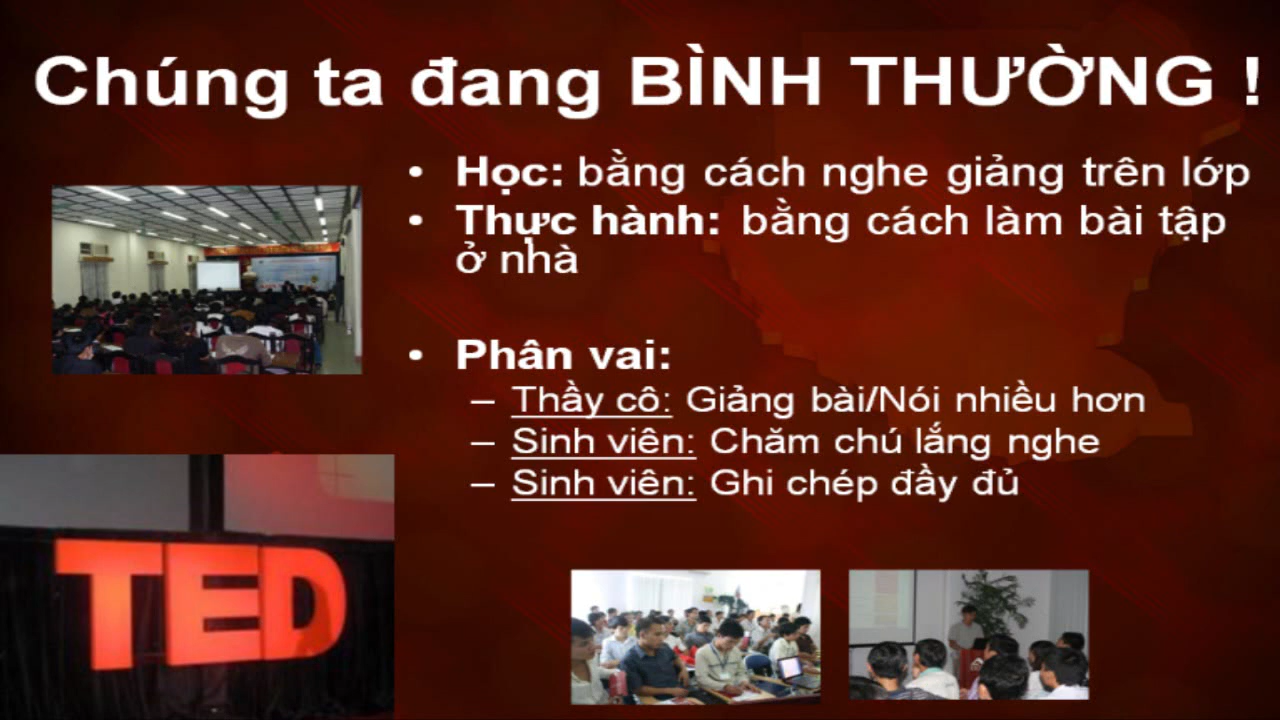 Chúng ta đang BÌNH THƯỜNG !
• Học: bằng cách nghe giảng trên lớp
• Thực hành: bằng cách làm bài tập
ở nhà
• Phân vai:
– Thầy cô: Giảng bài/Nói nhiều hơn
– Sinh viên: Chăm chú lắng nghe
– Sinh viên: Ghi chép đầy đủ
TED